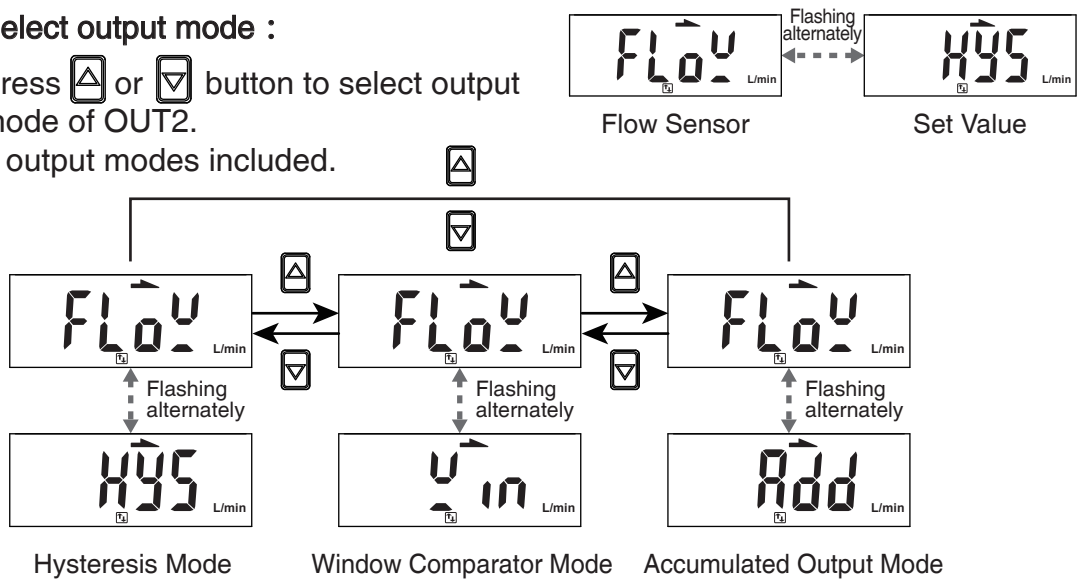 elect output mode：
ress △ or ▽ button to select output
mode of OUT2.
output modes included.
FLoW L/min
Flashing
alternately
HYS L/min
Flow Sensor
Set Value
FLoW L/min
FLoW L/min
FLoW L/min
Flashing
alternately
Flashing
alternately
Flashing
alternately
HYS L/min
Win L/min
Add L/min
Hysteresis Mode
Window Comparator Mode
Accumulated Output Mode